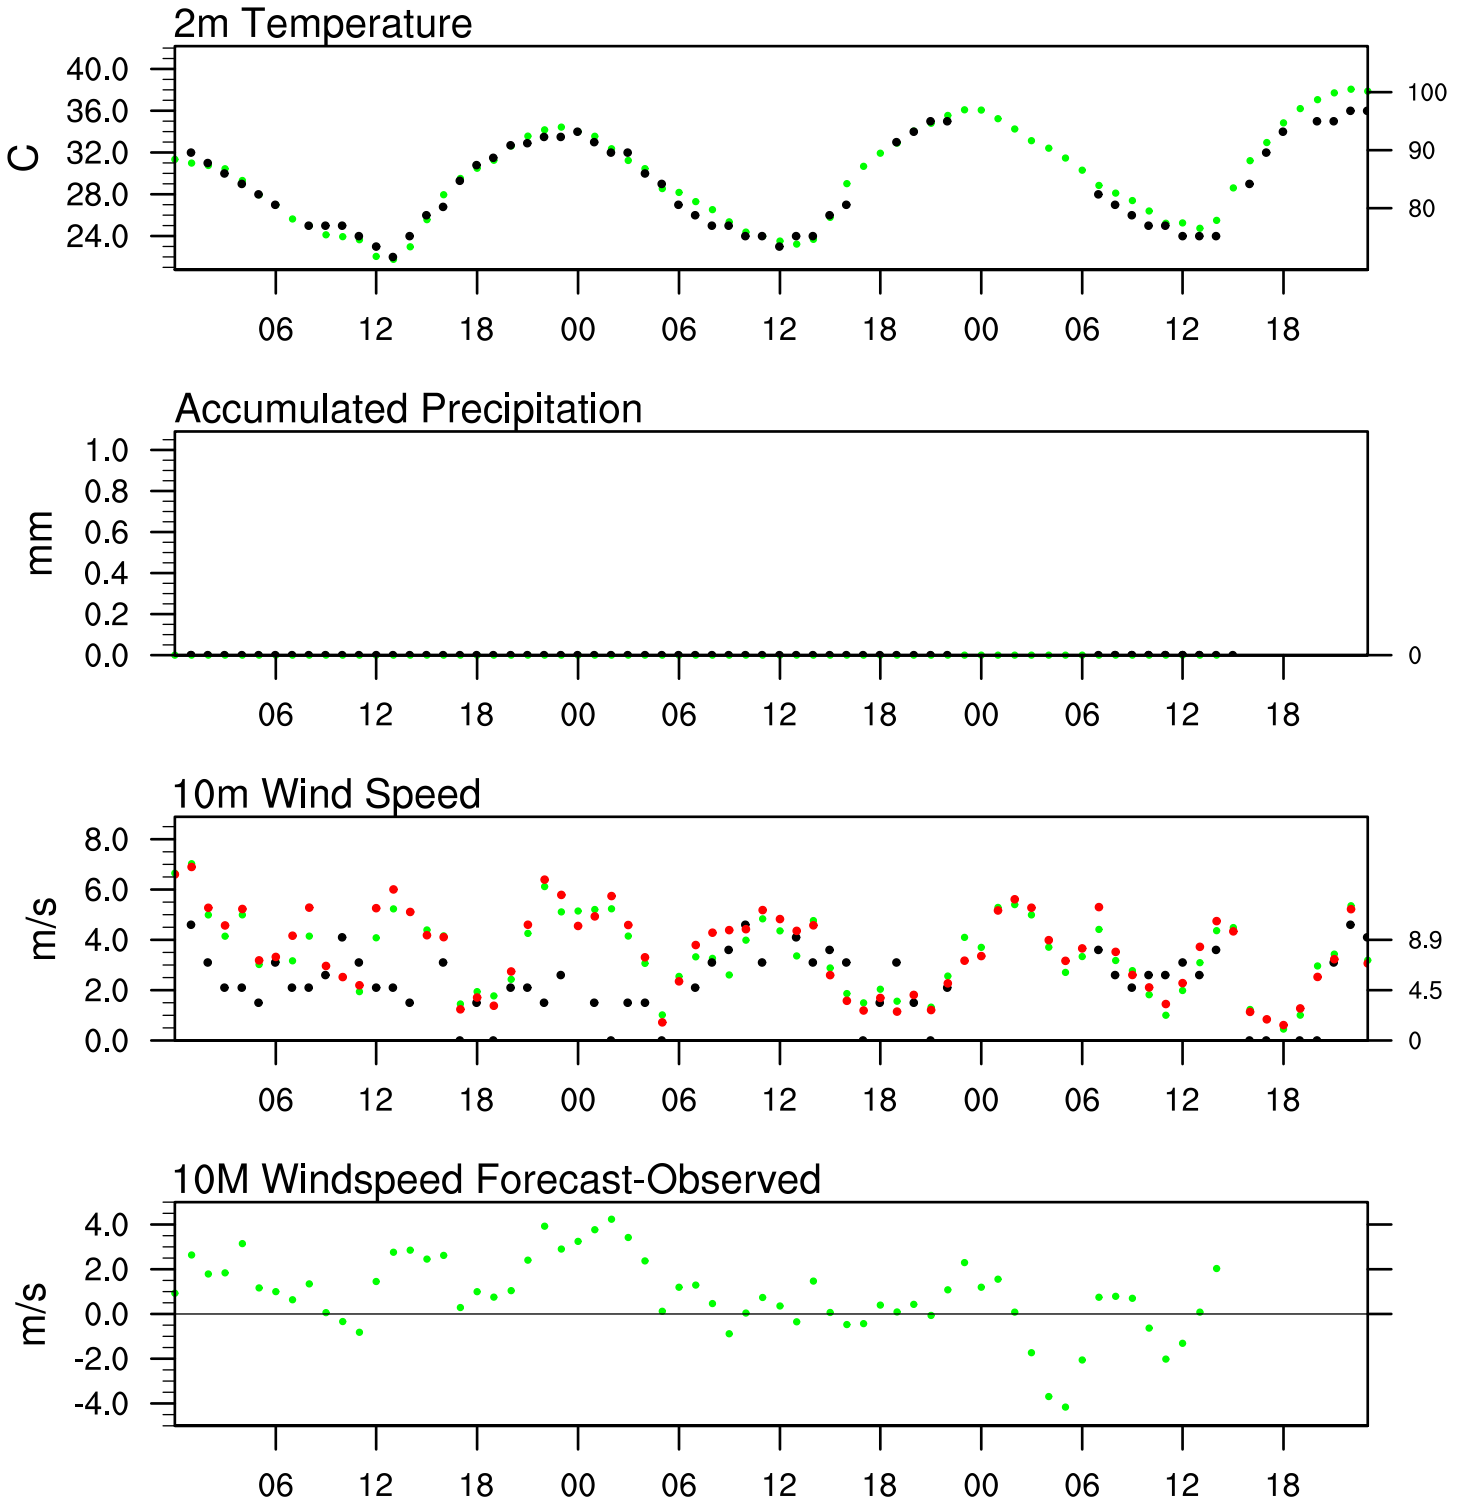 2m Temperature
40.0
36.0
32.0
28.0
24.0
C
100
90
80
06 12 18 00 06 12 18 00 06 12 18
Accumulated Precipitation
1.0
0.8
0.6
0.4
0.2
0.0
mm
0
06 12 18 00 06 12 18 00 06 12 18
10m Wind Speed
8.0
6.0
4.0
2.0
0.0
m/s
8.9
4.5
0
06 12 18 00 06 12 18 00 06 12 18
10M Windspeed Forecast-Observed
4.0
2.0
0.0
-2.0
-4.0
m/s
06 12 18 00 06 12 18 00 06 12 18